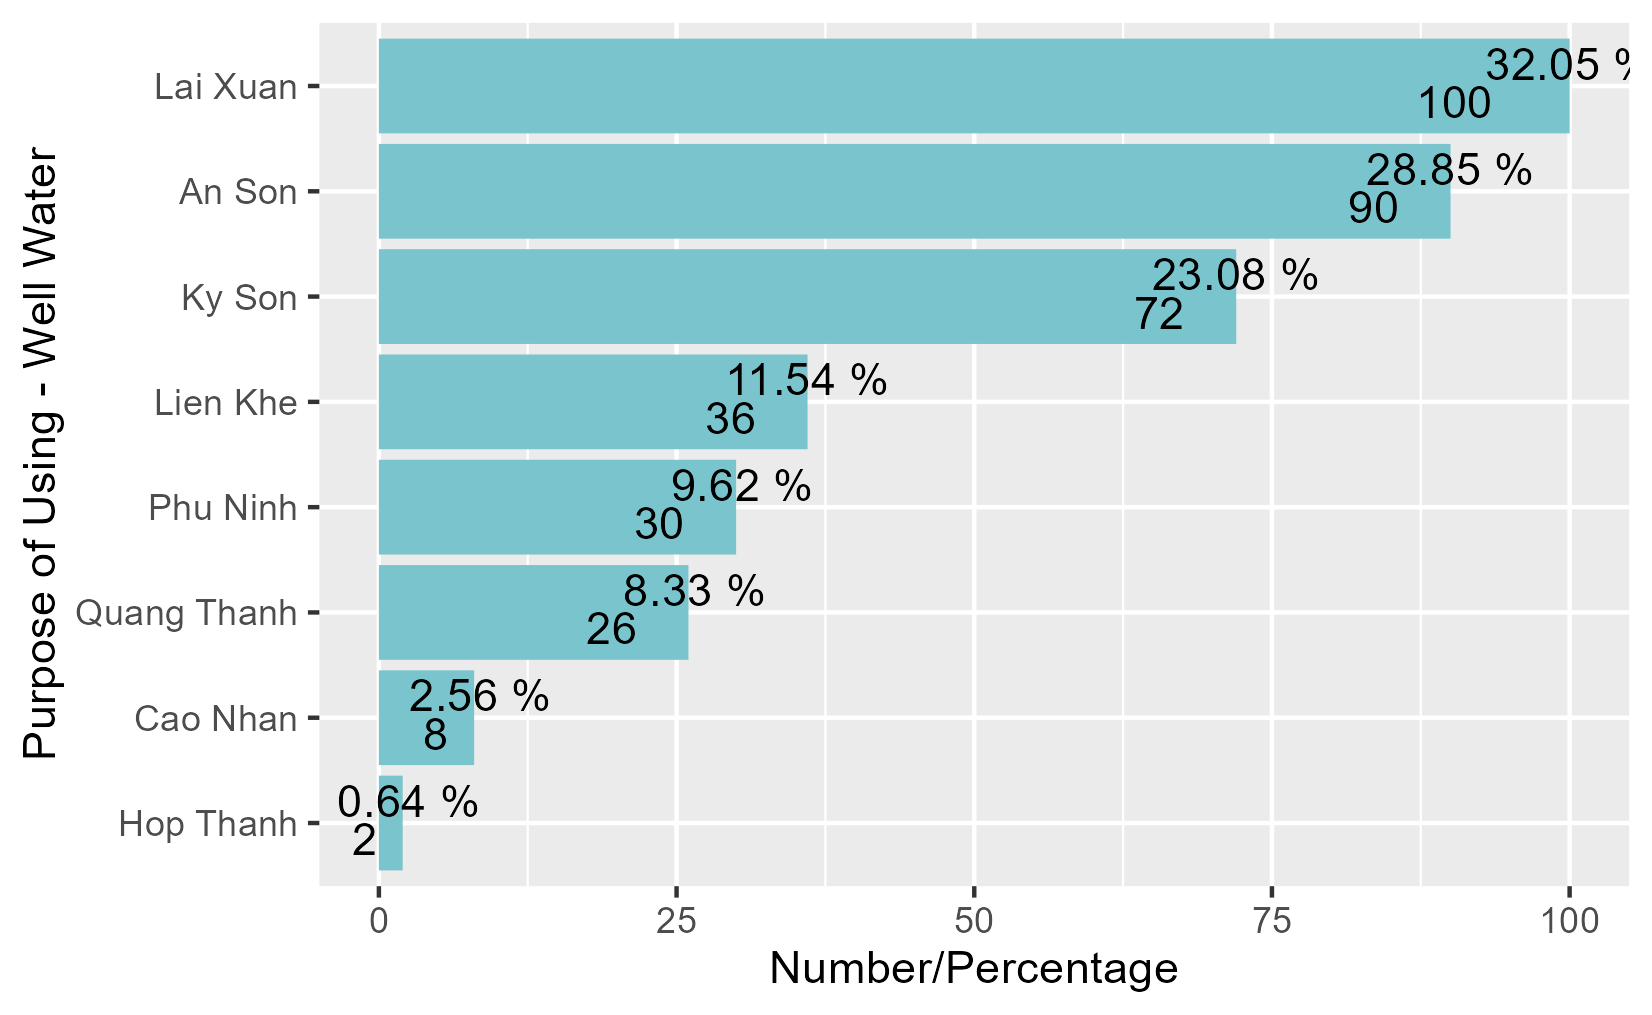 Purpose of Using - Well Water
Lai Xuan
32.05 %
100
An Son
28.85 %
90
Ky Son
23.08 %
72
Lien Khe
11.54 %
36
Phu Ninh
9.62 %
30
Quang Thanh
8.33 %
26
Cao Nhan
2.56 %
8
Hop Thanh
0.64 %
2
0 25 50 75 100
Number/Percentage